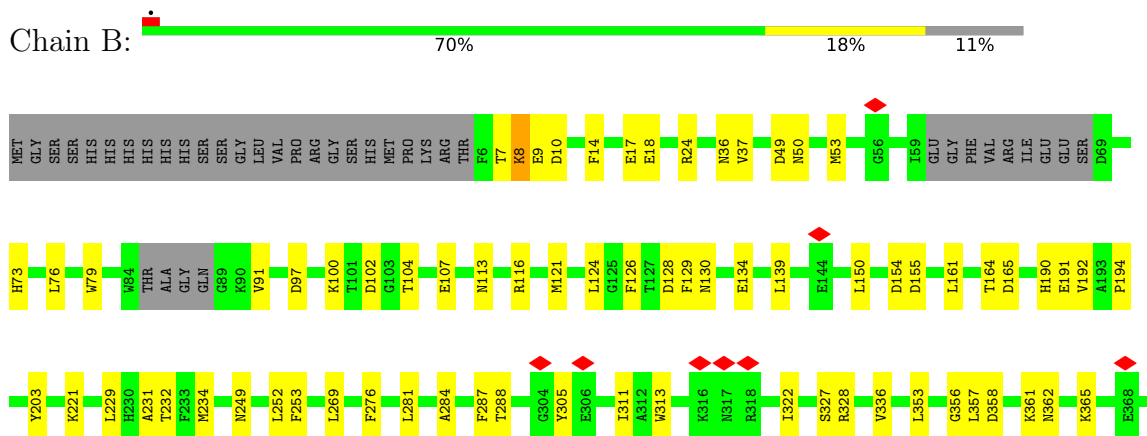 Chain B:
70% 18% 11%
MET GLY SER SER HIS HIS HIS HIS HIS HIS SER SER GLY LEU VAL PRO ARG GLY SER HIS MET PRO LYS ARG THR F6 T7 K8 E9 D10 F14 E17 E18 R24 N36 V37 D49 N50 M53 G56 I59 GLU GLY PHE VAL ARG ILE GLU GLU SER D69
H73 L76 W79 W84 THR ALA GLY GLN G89 K90 V91 D97 K100 T101 D102 G103 T104 E107 N113 R116 M121 L124 G125 F126 T127 D128 F129 N130 E134 L139 E144 L150 D154 D155 L161 T164 D165 H190 E191 V192 A193 P194
Y203 K221 L229 H230 A231 T232 F233 M234 N249 L252 F253 L269 F276 L281 A284 F287 T288 G304 Y305 E306 I311 A312 W313 K316 N317 R318 I322 S327 R328 V336 L353 G356 L357 D358 K361 N362 K365 E368